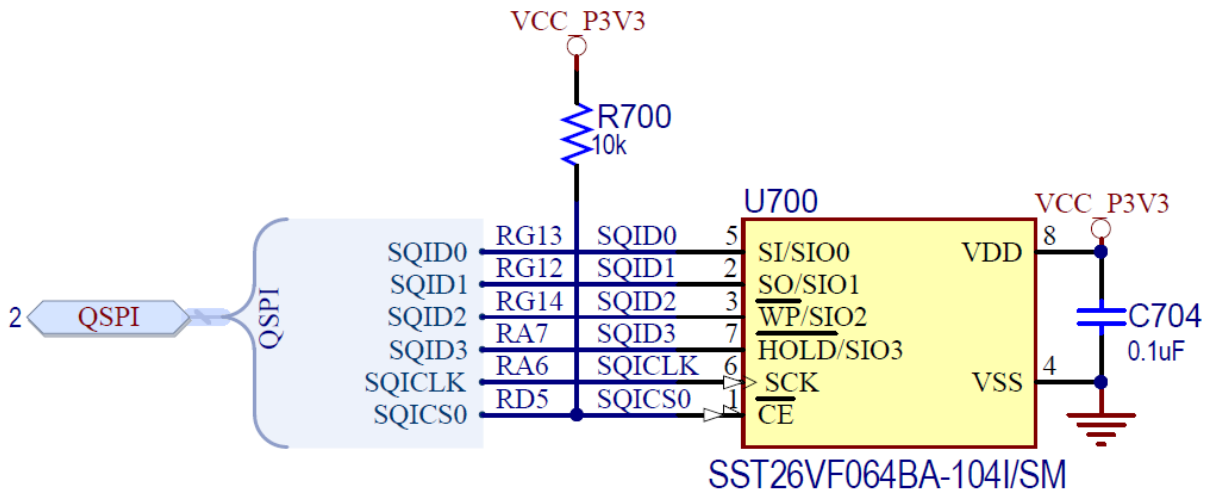 VCC_P3V3
R700
10k
U700
VCC_P3V3
SQID0 RG13 SQID0 5 SI/SIO0 VDD 8
SQID1 RG12 SQID1 2 SO/SIO1
2 QSPI QSPI SQID2 RG14 SQID2 3 WP/SIO2 C704
SQID3 RA7 SQID3 7 HOLD/SIO3 0.1uF
SQICLK RA6 SQICLK 6 SCK VSS 4
SQICS0 RD5 SQICS0 1 CE
SST26VF064BA-104I/SM